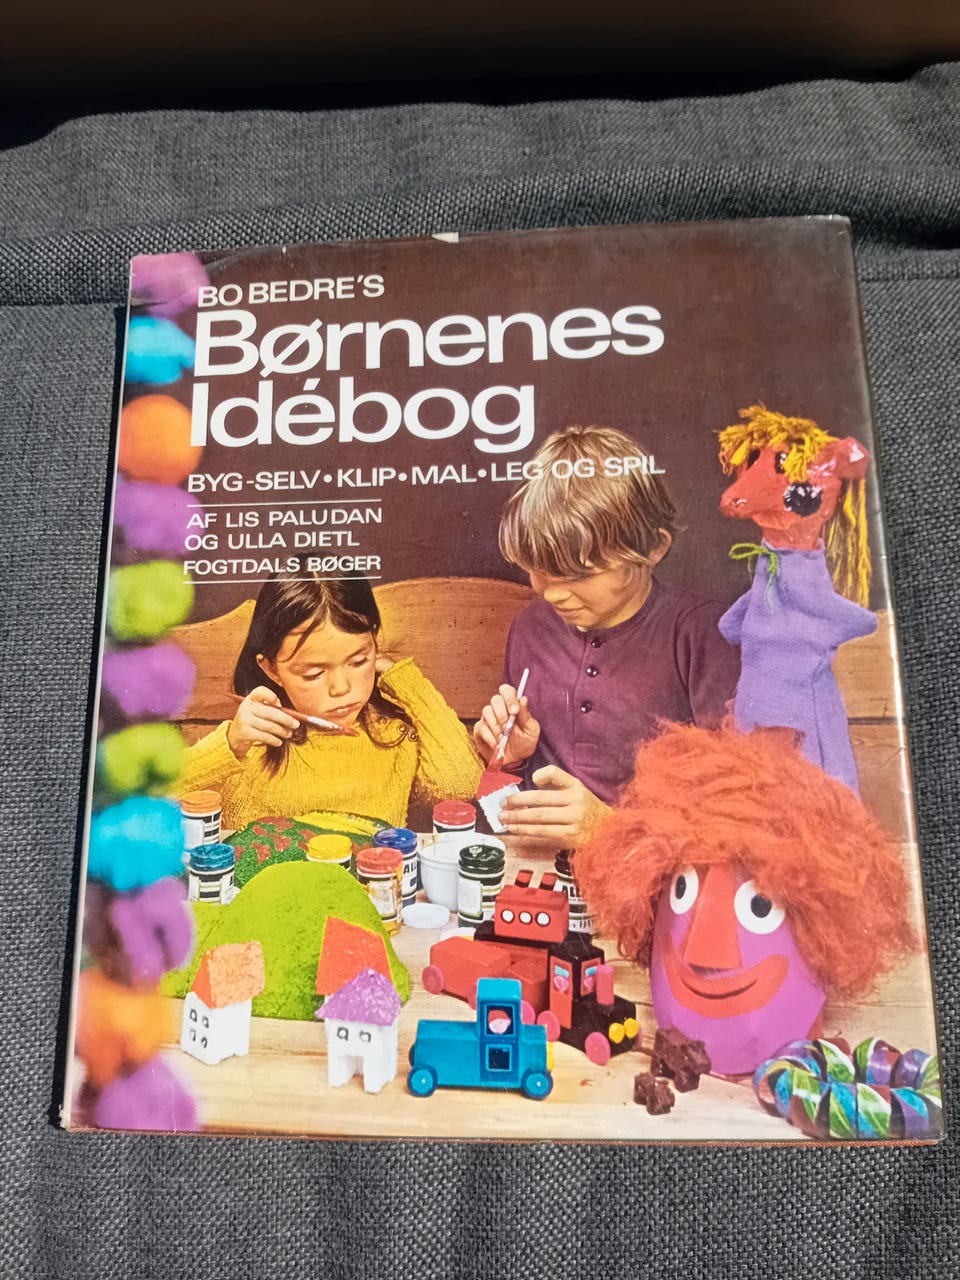 BO BEDRE'S
Børnenes
Idébog
BYG-SELV•KLIP•MAL•LEG OG SPIL
AF LIS PALUDAN
OG ULLA DIETL
FOGTDALS BØGER